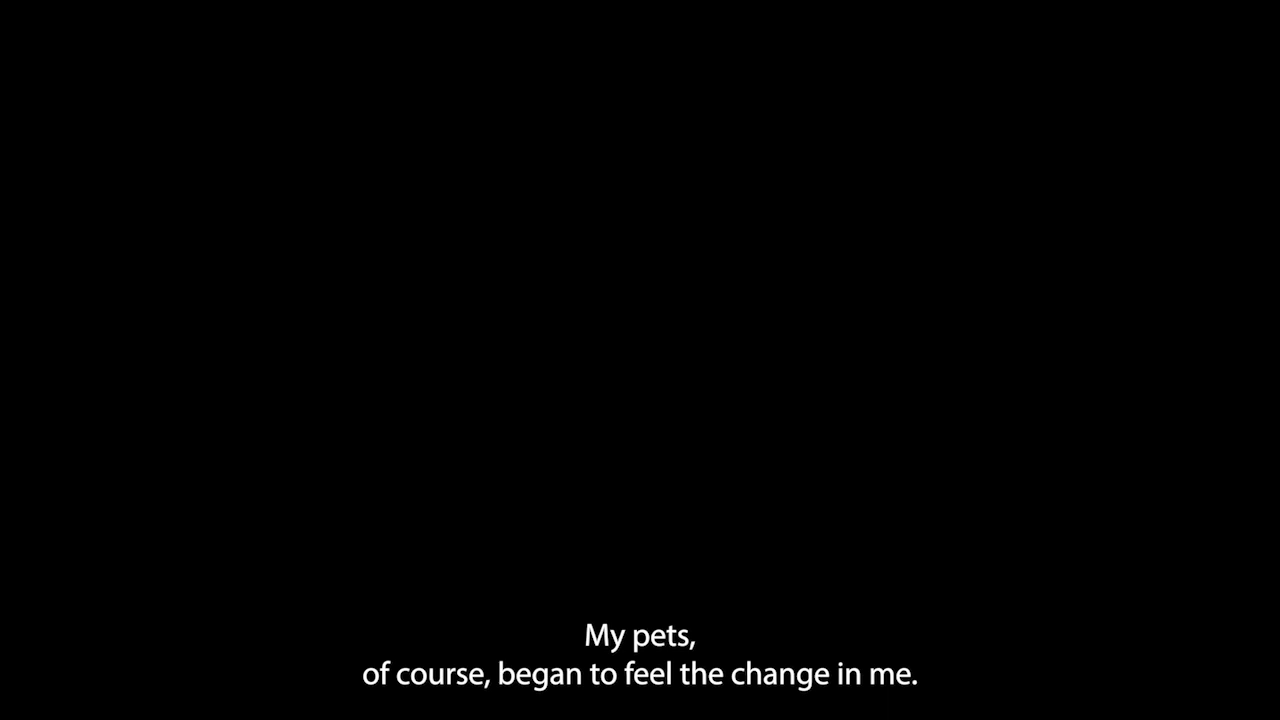 My pets,
of course, began to feel the change in me.